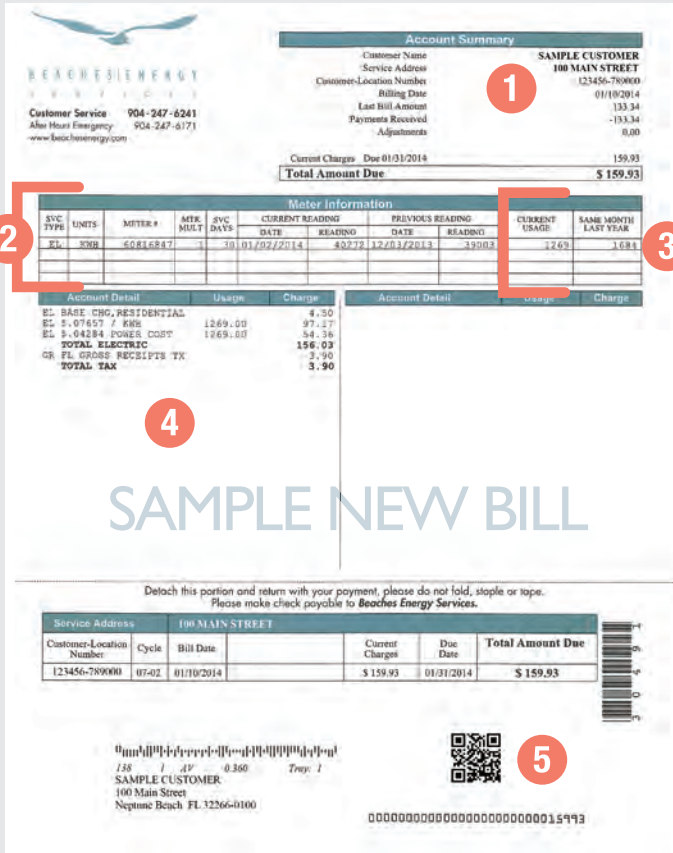 BEACHES ENERGY
SERVICES
Customer Service 904-247-6241
After Hours Emergency 904-247-6171
www.beachesenergy.com
Account Summary
Customer Name SAMPLE CUSTOMER
Service Address 100 MAIN STREET
Customer-Location Number 123456-789000
Billing Date 01/10/2014
Last Bill Amount 133.34
Payments Received -133.34
Adjustments 0.00
Current Charges Due 01/31/2014 159.93
Total Amount Due $ 159.93
1
2
Meter Information
SVC TYPE UNITS METER # MTR MULT SVC DAYS CURRENT READING DATE READING PREVIOUS READING DATE READING CURRENT USAGE SAME MONTH LAST YEAR
EL KWH 60816847 1 30 01/02/2014 40272 12/03/2013 39003 1269 1684
3
Account Detail Usage Charge Account Detail Usage Charge
EL BASE CHG, RESIDENTIAL 4.50
EL $.07657 / KWH 1269.00 97.17
EL $.04284 POWER COST 1269.00 54.36
TOTAL ELECTRIC 156.03
GR FL GROSS RECEIPTS TX 3.90
TOTAL TAX 3.90
4
SAMPLE NEW BILL
Detach this portion and return with your payment, please do not fold, staple or tape.
Please make check payable to Beaches Energy Services.
Service Address 100 MAIN STREET
Customer-Location Number Cycle Bill Date Current Charges Due Date Total Amount Due
123456-789000 07-02 01/10/2014 $ 159.93 01/31/2014 $ 159.93
138 1 AV 0.360 Tray: 1
SAMPLE CUSTOMER
100 Main Street
Neptune Beach FL 32266-0100
5